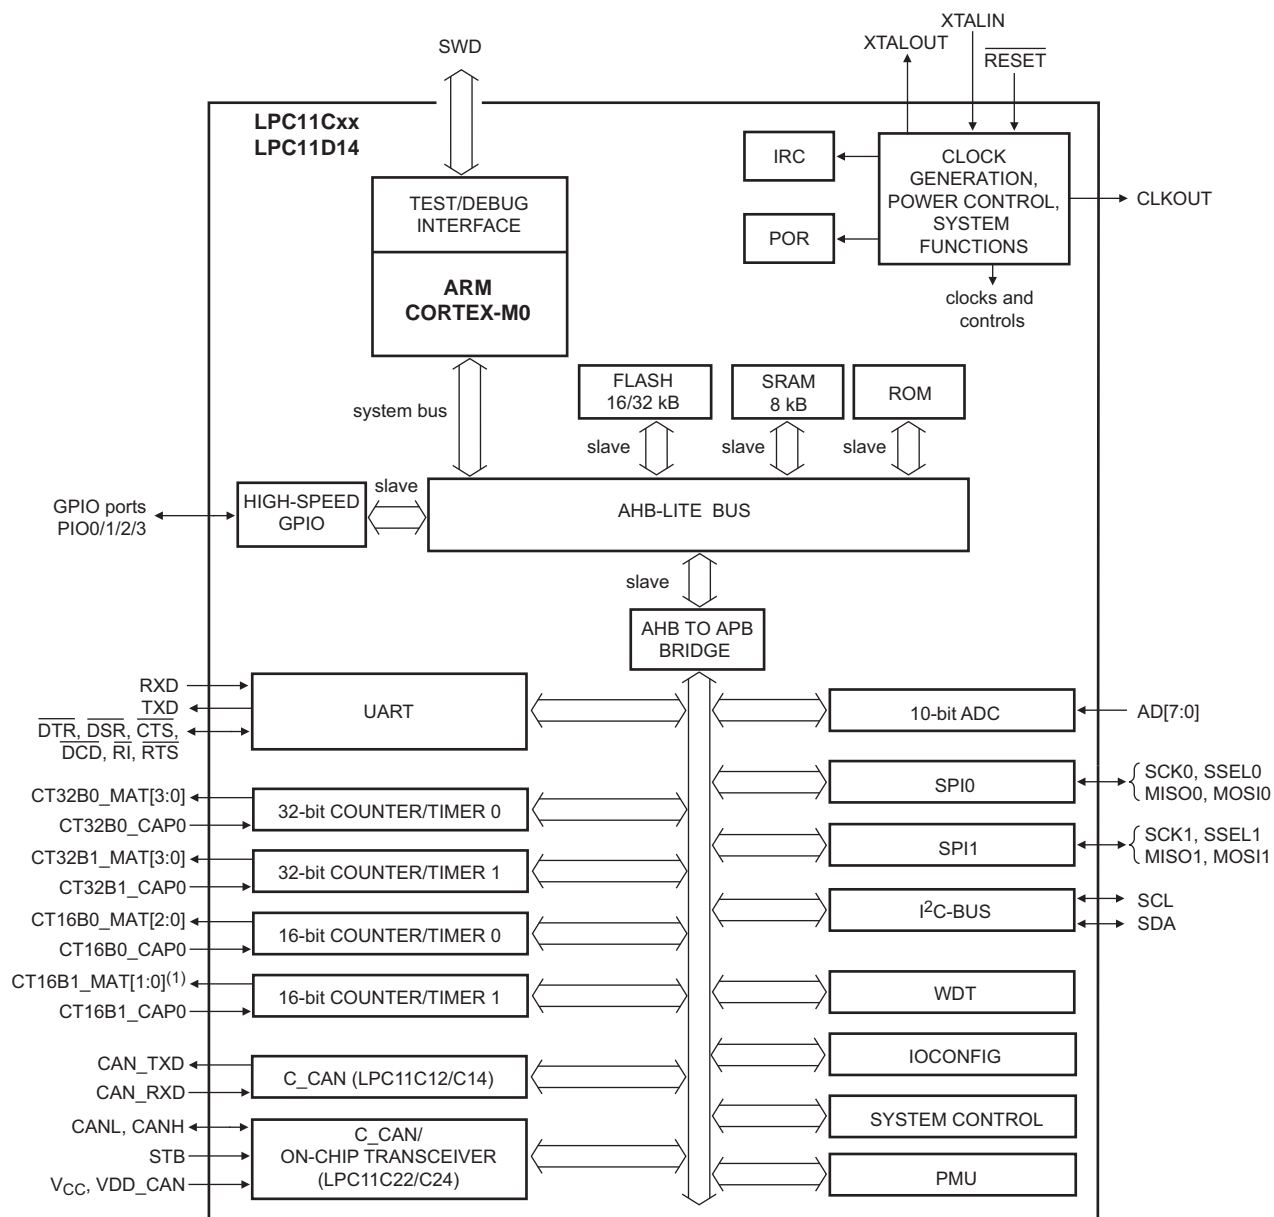 XTALIN
XTALOUT
RESET
SWD
LPC11Cxx
LPC11D14
IRC
CLOCK
GENERATION,
POWER CONTROL,
SYSTEM
FUNCTIONS
CLKOUT
TEST/DEBUG
INTERFACE
POR
ARM
CORTEX-M0
clocks and
controls
FLASH
16/32 kB
SRAM
8 kB
ROM
system bus
slave
slave
slave
slave
GPIO ports
PIO0/1/2/3
HIGH-SPEED
GPIO
AHB-LITE BUS
slave
AHB TO APB
BRIDGE
RXD
TXD
DTR, DSR, CTS,
DCD, RI, RTS
UART
10-bit ADC
AD[7:0]
SPI0
SCK0, SSEL0
MISO0, MOSI0
CT32B0_MAT[3:0]
CT32B0_CAP0
32-bit COUNTER/TIMER 0
SPI1
SCK1, SSEL1
MISO1, MOSI1
CT32B1_MAT[3:0]
CT32B1_CAP0
32-bit COUNTER/TIMER 1
I2C-BUS
SCL
SDA
CT16B0_MAT[2:0]
CT16B0_CAP0
16-bit COUNTER/TIMER 0
CT16B1_MAT[1:0](1)
CT16B1_CAP0
16-bit COUNTER/TIMER 1
WDT
IOCONFIG
CAN_TXD
CAN_RXD
C_CAN (LPC11C12/C14)
SYSTEM CONTROL
CANL, CANH
STB
VCC, VDD_CAN
C_CAN/
ON-CHIP TRANSCEIVER
(LPC11C22/C24)
PMU